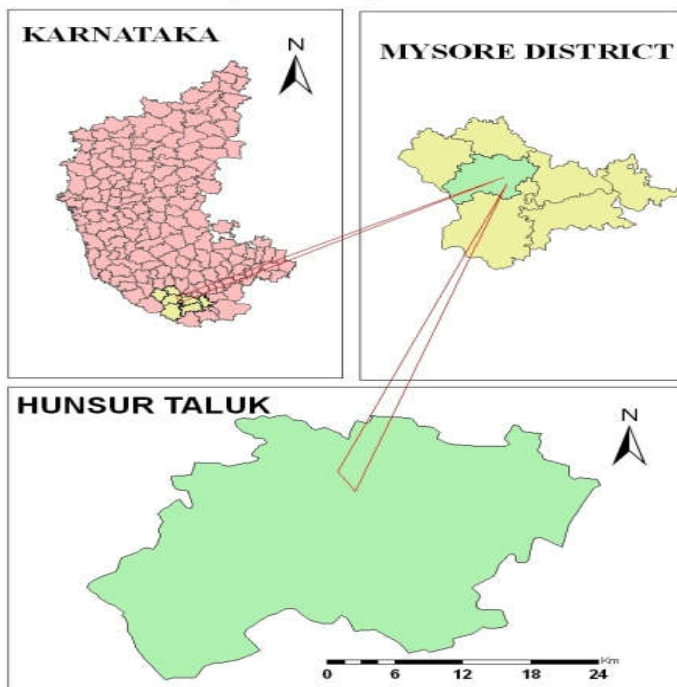 KARNATAKA
N
MYSORE DISTRICT
HUNSUR TALUK
N
Km
0 6 12 18 24